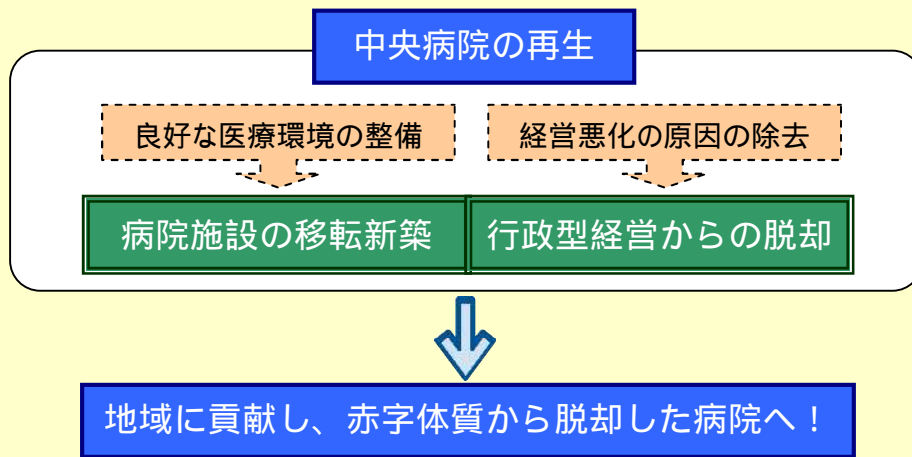 中央病院の再生
良好な医療環境の整備
経営悪化の原因の除去
病院施設の移転新築
行政型経営からの脱却
地域に貢献し、赤字体質から脱却した病院へ！